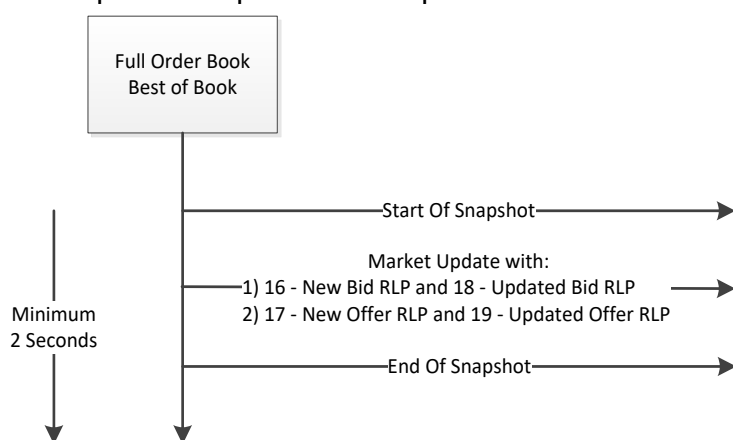 Full Order Book
Best of Book
Start Of Snapshot
Market Update with:
1) 16 - New Bid RLP and 18 - Updated Bid RLP
2) 17 - New Offer RLP and 19 - Updated Offer RLP
Minimum
2 Seconds
End Of Snapshot